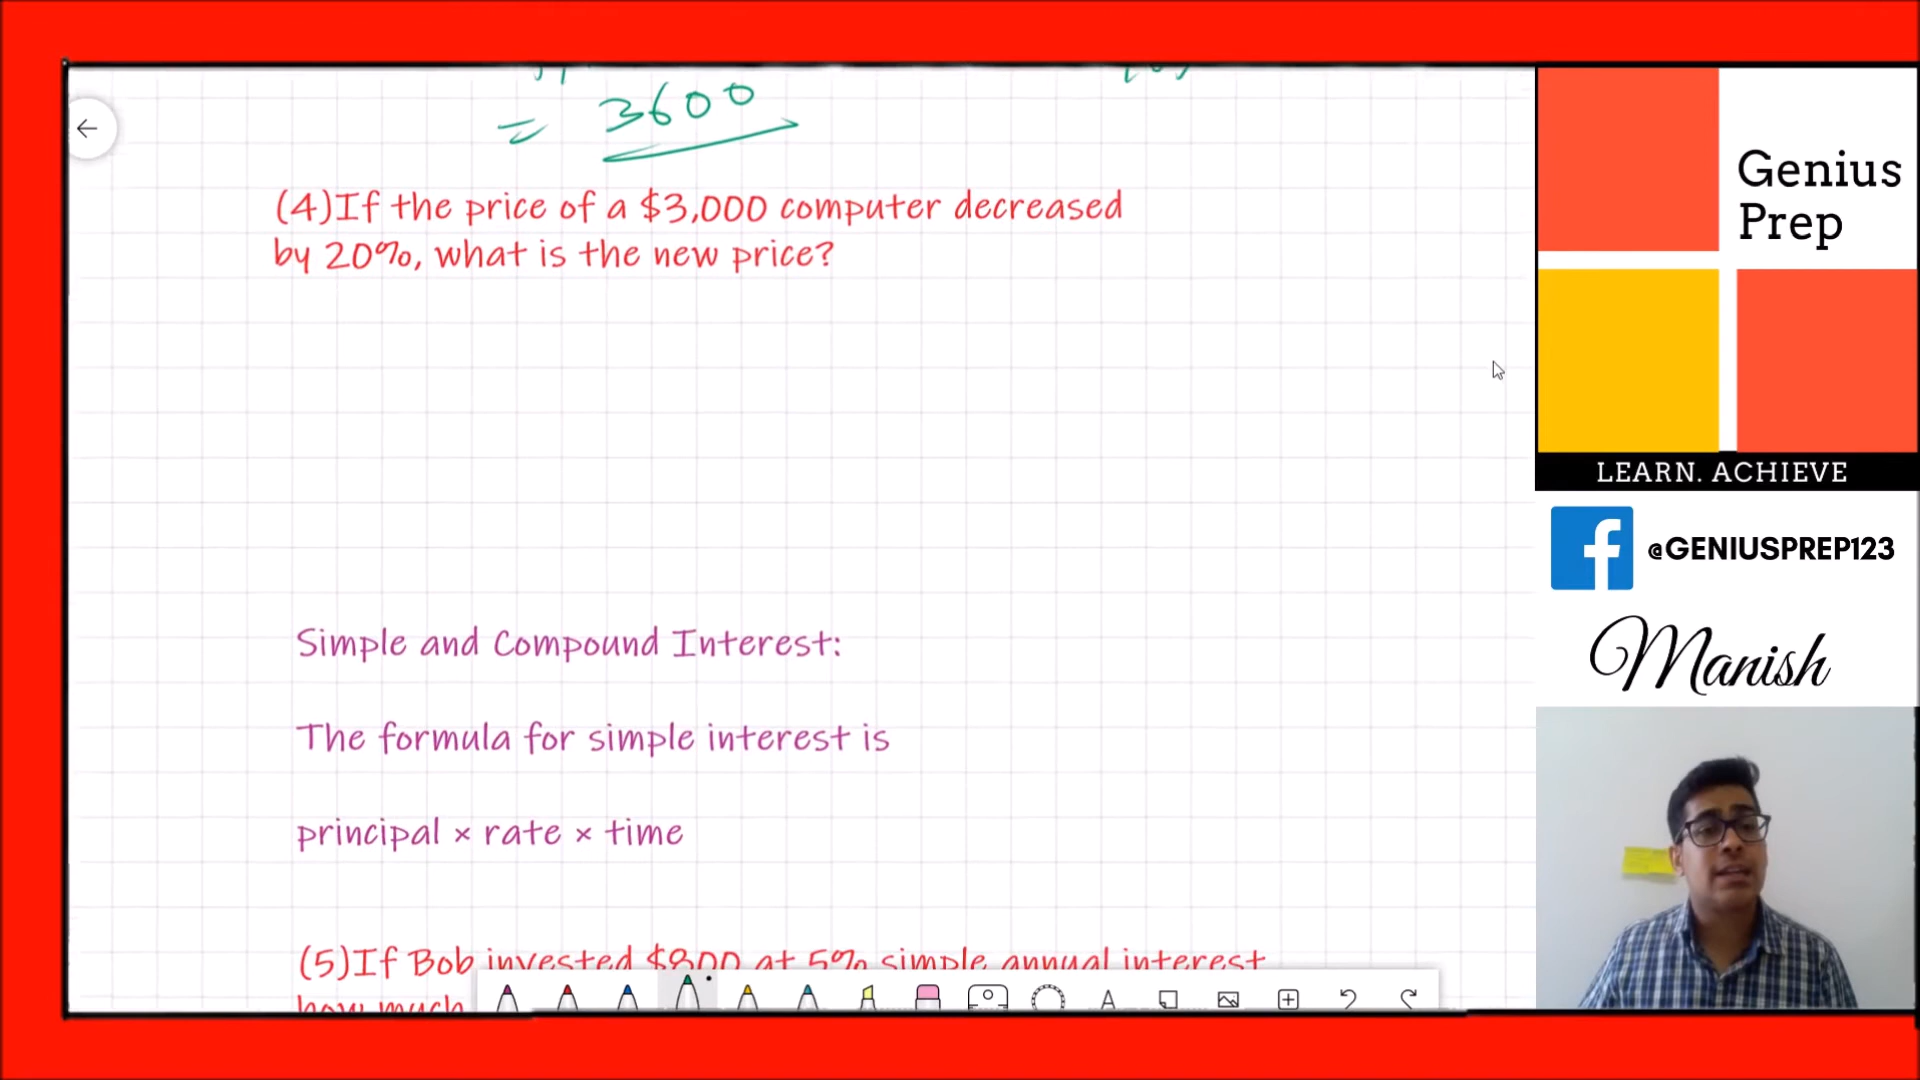 = 3600
(4)If the price of a $3,000 computer decreased
by 20%, what is the new price?
Simple and Compound Interest:
The formula for simple interest is
principal × rate × time
(5)If Bob invested $800 at 5% simple annual interest
how much
Genius
Prep
LEARN. ACHIEVE
@GENIUSPREP123
Manish